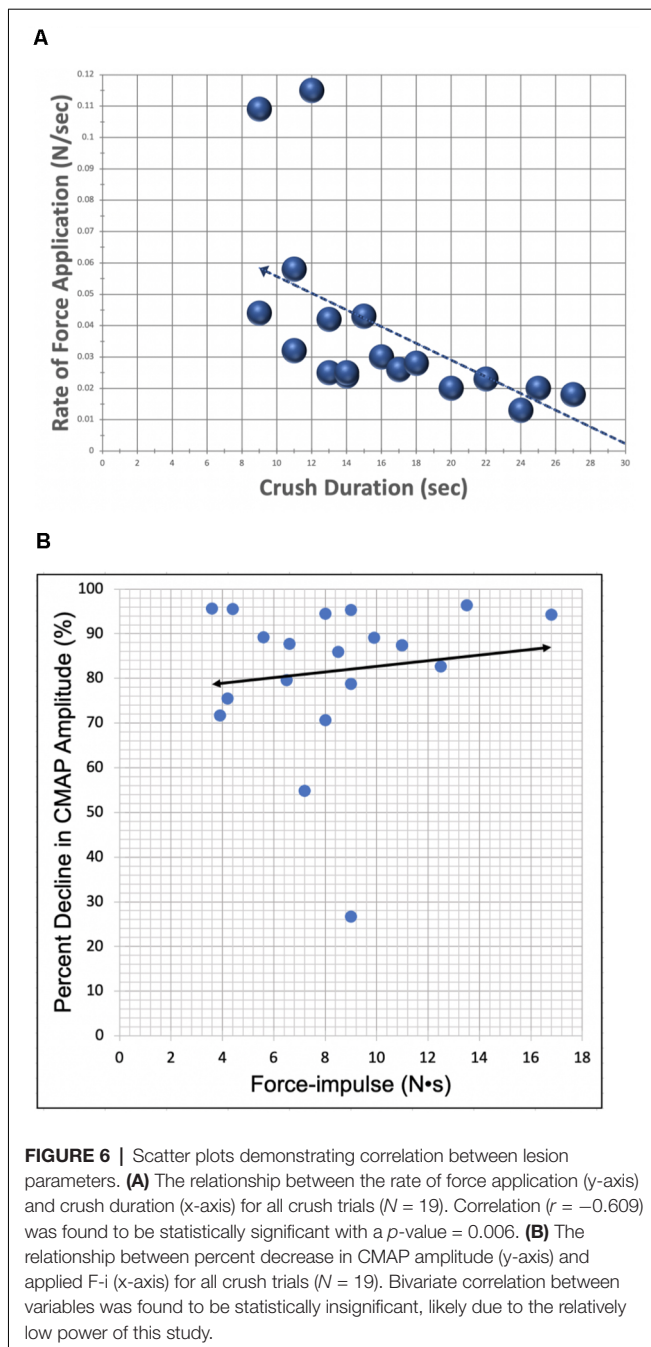 A
Rate of Force Application (N/sec)
0.12
0.11
0.1
0.09
0.08
0.07
0.06
0.05
0.04
0.03
0.02
0.01
0
0 2 4 6 8 10 12 14 16 18 20 22 24 26 28 30
Crush Duration (sec)
B
Percent Decline in CMAP Amplitude (%)
100
90
80
70
60
50
40
30
20
10
0
0 2 4 6 8 10 12 14 16 18
Force-impulse (N•s)
FIGURE 6 | Scatter plots demonstrating correlation between lesion
parameters. (A) The relationship between the rate of force application (y-axis)
and crush duration (x-axis) for all crush trials (N = 19). Correlation (r = −0.609)
was found to be statistically significant with a p-value = 0.006. (B) The
relationship between percent decrease in CMAP amplitude (y-axis) and
applied F-i (x-axis) for all crush trials (N = 19). Bivariate correlation between
variables was found to be statistically insignificant, likely due to the relatively
low power of this study.